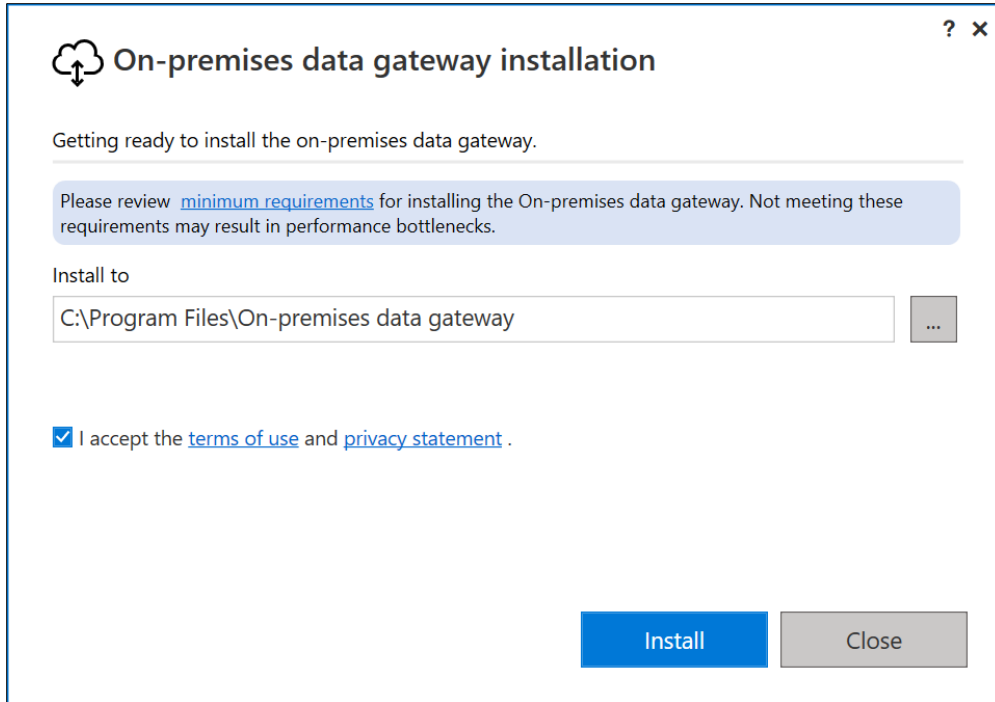 ? ×
On-premises data gateway installation
Getting ready to install the on-premises data gateway.
Please review minimum requirements for installing the On-premises data gateway. Not meeting these
requirements may result in performance bottlenecks.
Install to
C:\Program Files\On-premises data gateway
...
I accept the terms of use and privacy statement .
Install Close